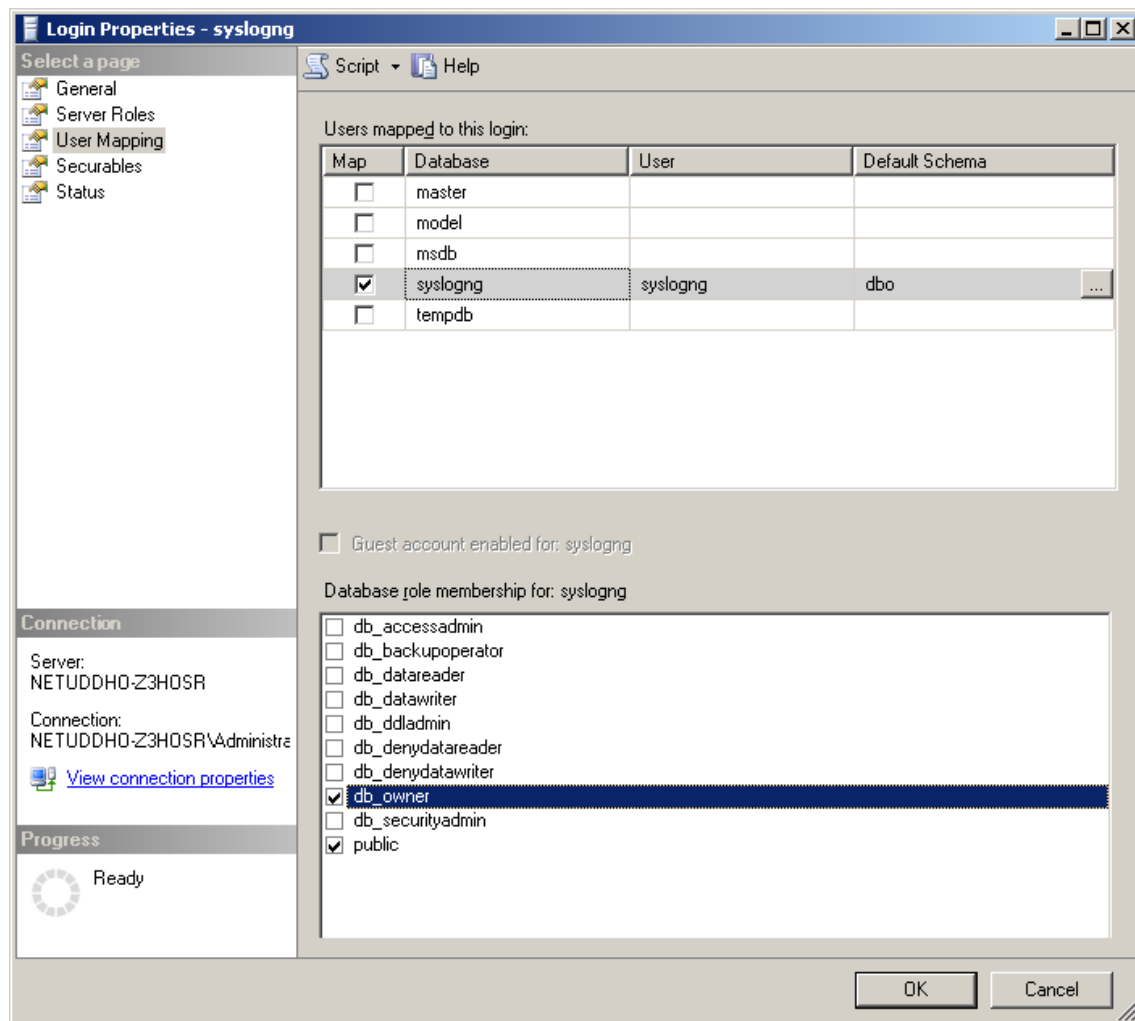 Login Properties - syslogng
Select a page
General
Server Roles
User Mapping
Securables
Status
Script Help
Users mapped to this login:
Map Database User Default Schema
master
model
msdb
syslogng syslogng dbo ...
tempdb
Guest account enabled for: syslogng
Database role membership for: syslogng
db_accessadmin
db_backupoperator
db_datareader
db_datawriter
db_ddladmin
db_denydatareader
db_denydatawriter
db_owner
db_securityadmin
public
Connection
Server:
NETUDDHO-Z3HOSR
Connection:
NETUDDHO-Z3HOSR\Administra
View connection properties
Progress
Ready
OK Cancel